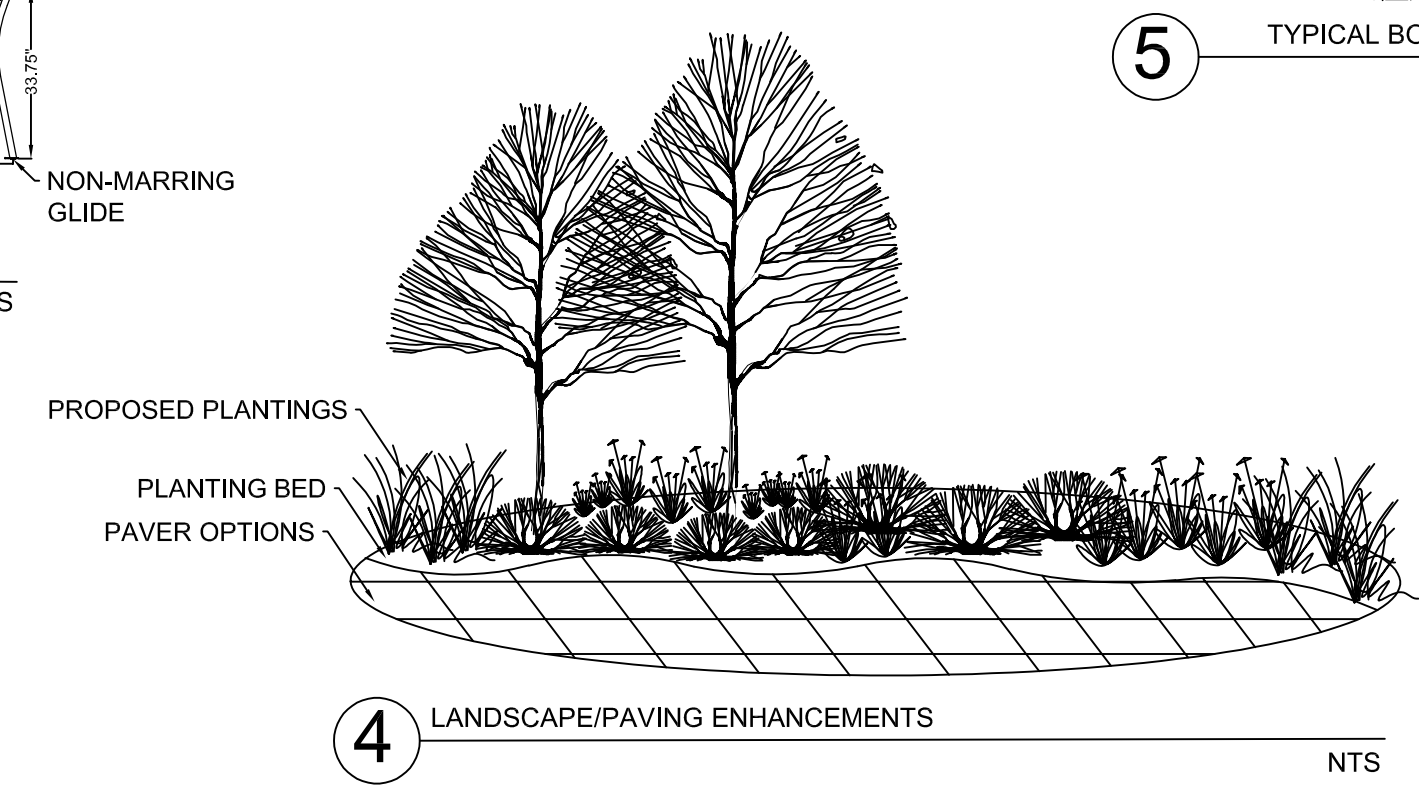 33.75"
NON-MARRING
GLIDE
S
5
TYPICAL BO
PROPOSED PLANTINGS
PLANTING BED
PAVER OPTIONS
4
LANDSCAPE/PAVING ENHANCEMENTS
NTS